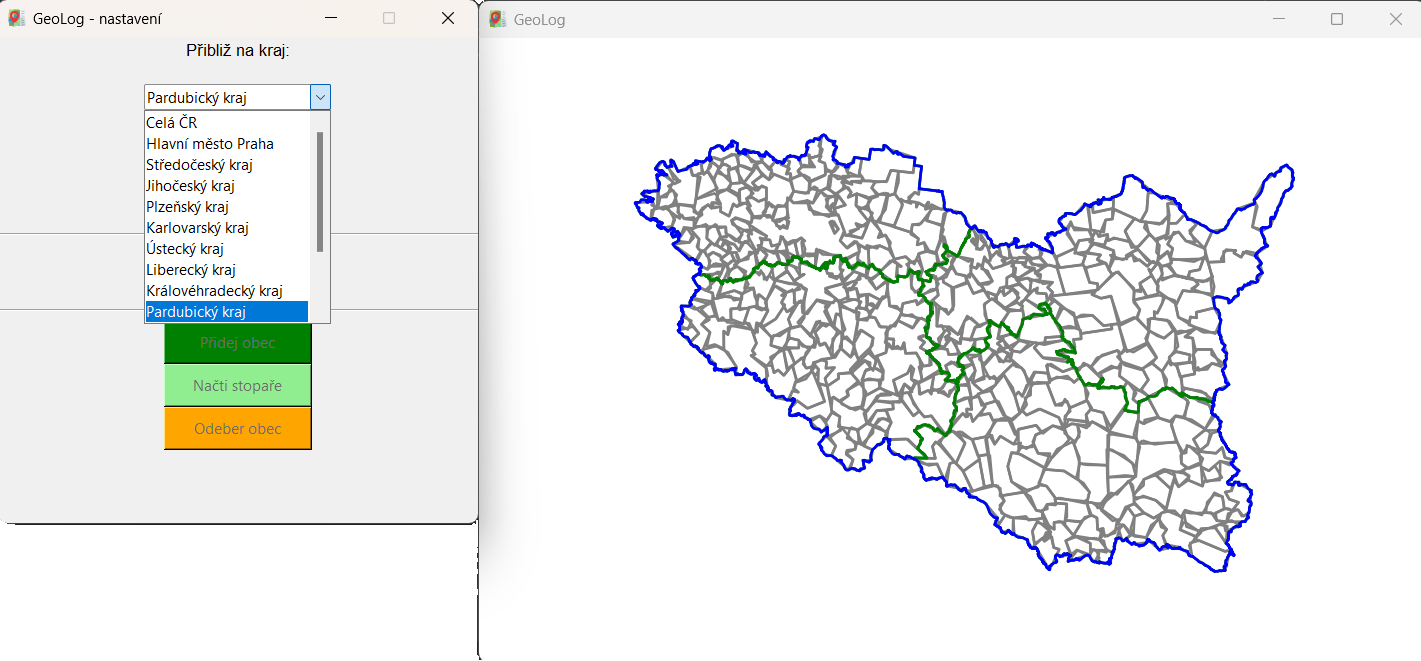 GeoLog - nastavení
GeoLog
Přibliž na kraj:
Pardubický kraj
Celá ČR
Hlavní město Praha
Středočeský kraj
Jihočeský kraj
Plzeňský kraj
Karlovarský kraj
Ústecký kraj
Liberecký kraj
Královéhradecký kraj
Pardubický kraj
Přidej obec
Načti stopaře
Odeber obec